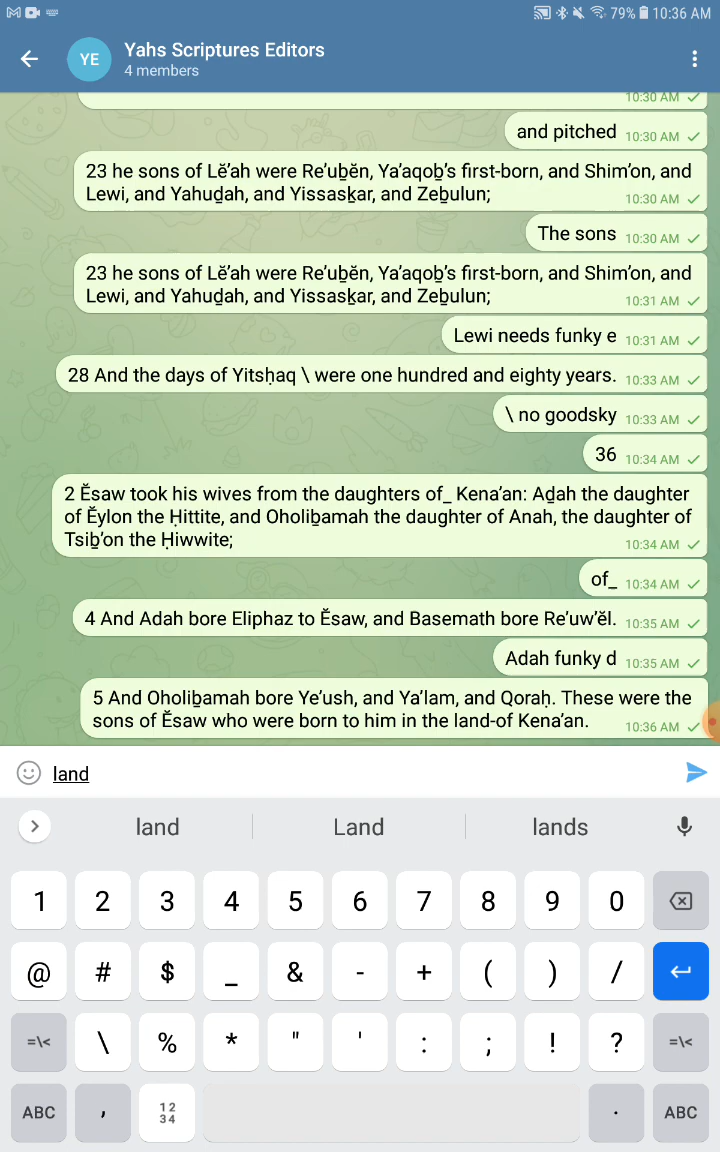 79% 10:36 AM
YE
Yahs Scriptures Editors
4 members
10:30 AM
and pitched 10:30 AM
23 he sons of Lĕ’ah were Re’uḇĕn, Ya’aqoḇ’s first-born, and Shim’on, and
Lewi, and Yahuḏah, and Yissasḵar, and Zeḇulun; 10:30 AM
The sons 10:30 AM
23 he sons of Lĕ’ah were Re’uḇĕn, Ya’aqoḇ’s first-born, and Shim’on, and
Lewi, and Yahuḏah, and Yissasḵar, and Zeḇulun; 10:31 AM
Lewi needs funky e 10:31 AM
28 And the days of Yitsḥaq \ were one hundred and eighty years. 10:33 AM
\ no goodsky 10:33 AM
36 10:34 AM
2 Ĕsaw took his wives from the daughters of_ Kena’an: Aḏah the daughter
of Ĕylon the Ḥittite, and Oholiḇamah the daughter of Anah, the daughter of
Tsiḇ’on the Ḥiwwite; 10:34 AM
of_ 10:34 AM
4 And Adah bore Eliphaz to Ĕsaw, and Basemath bore Re’uw’ĕl. 10:35 AM
Adah funky d 10:35 AM
5 And Oholiḇamah bore Ye’ush, and Ya’lam, and Qoraḥ. These were the
sons of Ĕsaw who were born to him in the land-of Kena’an. 10:36 AM
land
land Land lands
1 2 3 4 5 6 7 8 9 0
@ # $ _ & - + ( ) /
=\< \ % * " ' : ; ! ? =\<
ABC , 12 . ABC
34